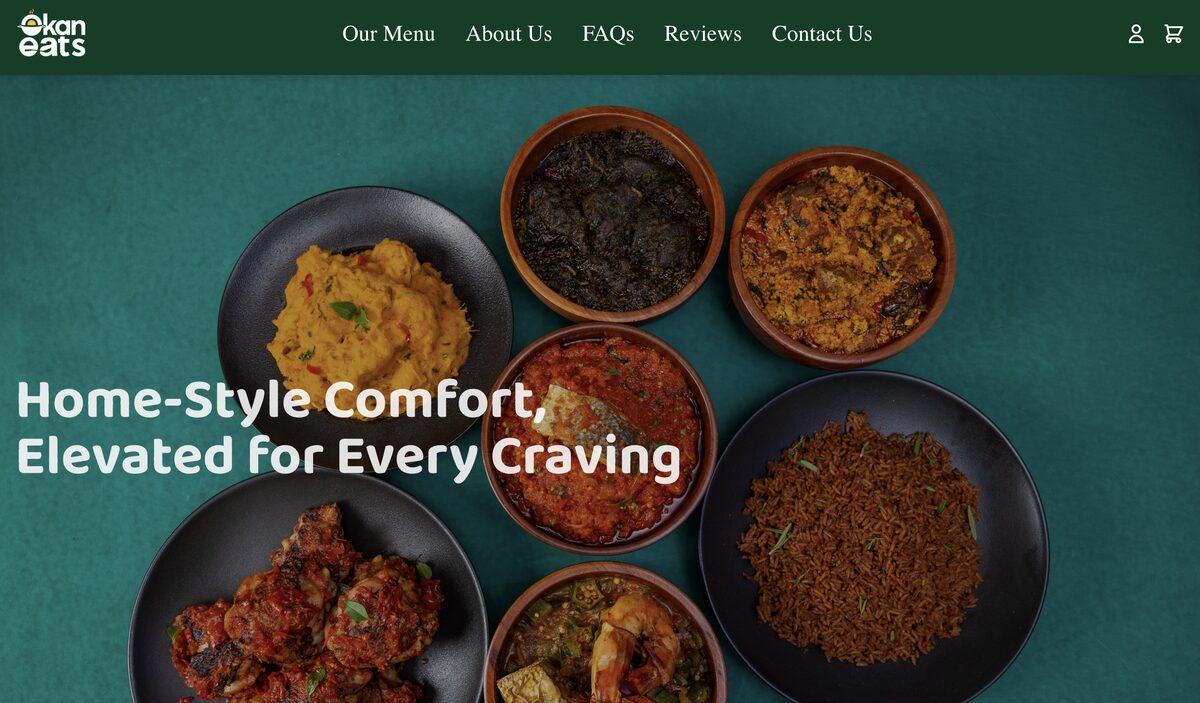 Okan
eats
Our Menu
About Us
FAQs
Reviews
Contact Us
Home-Style Comfort,
Elevated for Every Craving